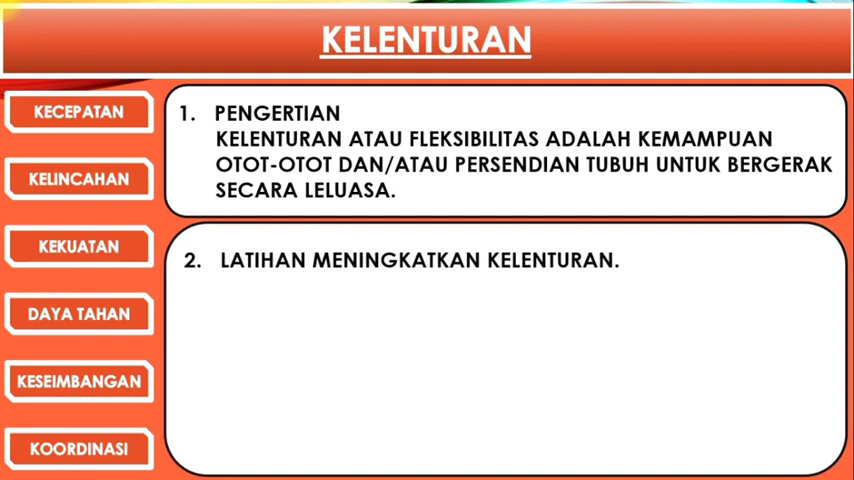 KELENTURAN
KECEPATAN
KELINCAHAN
KEKUATAN
DAYA TAHAN
KESEIMBANGAN
KOORDINASI
1. PENGERTIAN
KELENTURAN ATAU FLEKSIBILITAS ADALAH KEMAMPUAN
OTOT-OTOT DAN/ATAU PERSENDIAN TUBUH UNTUK BERGERAK
SECARA LELUASA.
2. LATIHAN MENINGKATKAN KELENTURAN.